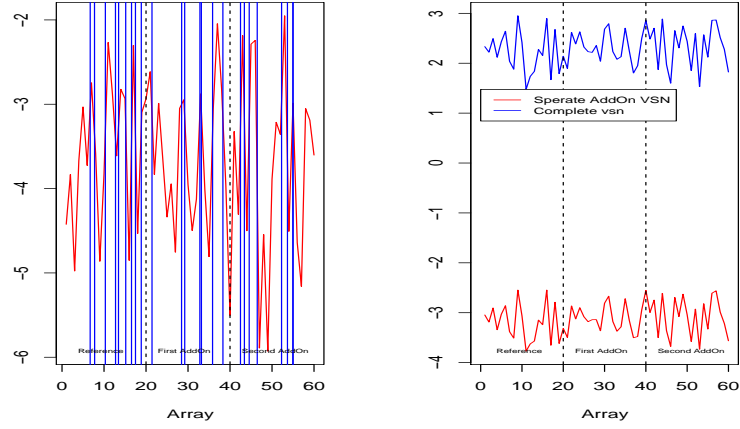 -2
-3
-4
-5
-6
Reference
First AddOn
Second AddOn
0
10
20
30
40
50
60
Array
3
2
1
0
-1
-2
-3
-4
Sperate AddOn VSN
Complete vsn
Reference
First AddOn
Second AddOn
0
10
20
30
40
50
60
Array